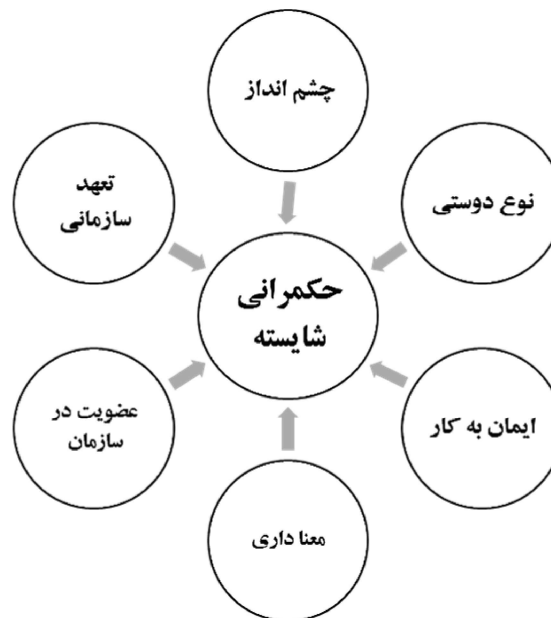 چشم انداز
نوع دوستی
ایمان به کار
معنا داری
عضویت در
سازمان
تعهد
سازمانی
حکمرانی
شایسته